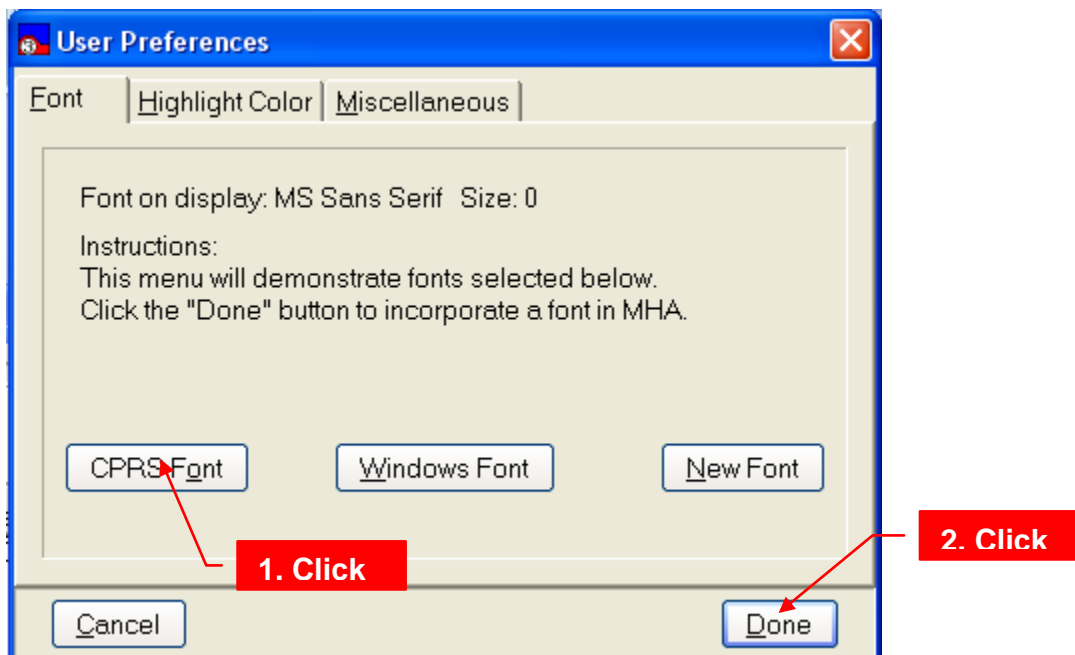 User Preferences
Font Highlight Color Miscellaneous
Font on display: MS Sans Serif Size: 0
Instructions:
This menu will demonstrate fonts selected below.
Click the "Done" button to incorporate a font in MHA.
CPRS Font Windows Font New Font
1. Click
2. Click
Cancel Done